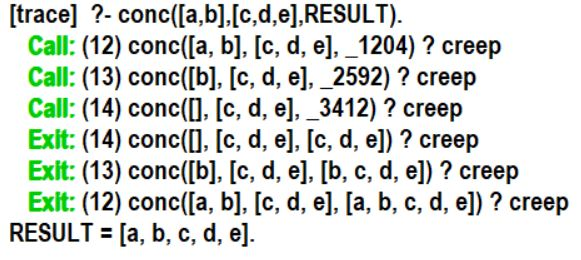 [trace]  ?- conc([a,b],[c,d,e],RESULT).
Call: (12) conc([a, b], [c, d, e], _1204) ? creep
Call: (13) conc([b], [c, d, e], _2592) ? creep
Call: (14) conc([], [c, d, e], _3412) ? creep
Exit: (14) conc([], [c, d, e], [c, d, e]) ? creep
Exit: (13) conc([b], [c, d, e], [b, c, d, e]) ? creep
Exit: (12) conc([a, b], [c, d, e], [a, b, c, d, e]) ? creep
RESULT = [a, b, c, d, e].